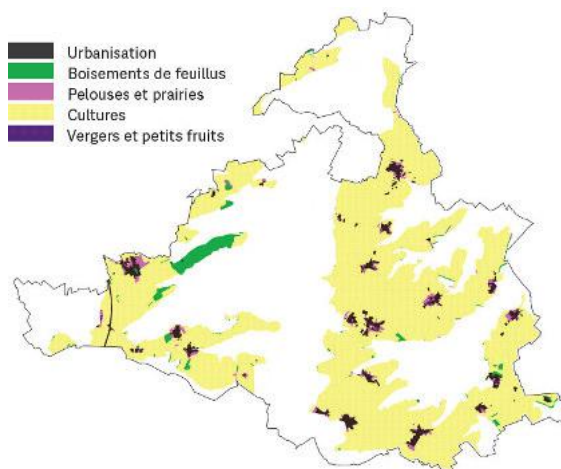 Urbanisation
Boisements de feuillus
Pelouses et prairies
Cultures
Vergers et petits fruits